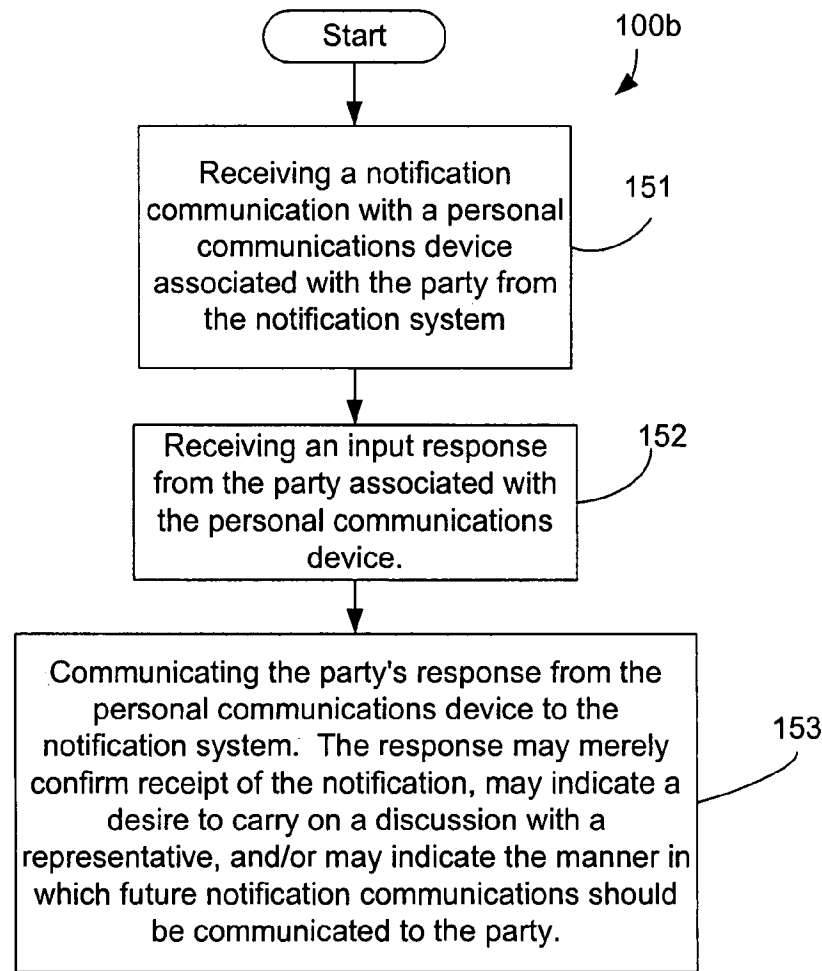 Start
100b
Receiving a notification
communication with a personal
communications device
associated with the party from
the notification system
151
Receiving an input response
from the party associated with
the personal communications
device.
152
Communicating the party's response from the
personal communications device to the
notification system. The response may merely
confirm receipt of the notification, may indicate a
desire to carry on a discussion with a
representative, and/or may indicate the manner in
which future notification communications should
be communicated to the party.
153